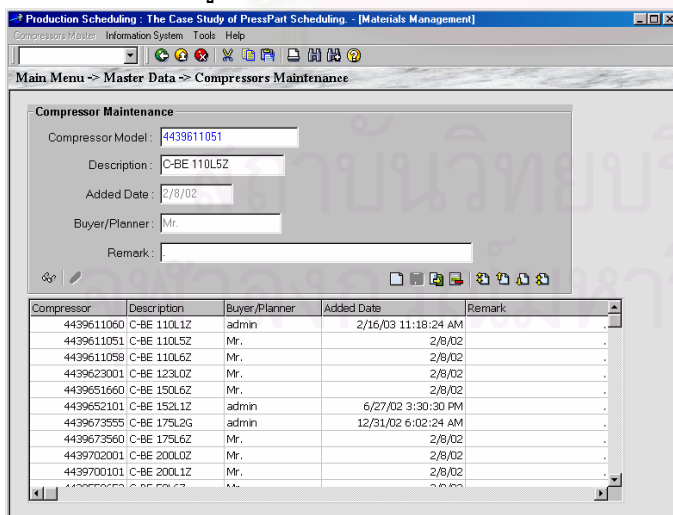 Production Scheduling : The Case Study of PressPart Scheduling. - [Materials Management]
Compressors Master Information System Tools Help
Main Menu -> Master Data -> Compressors Maintenance
Compressor Maintenance
Compressor Model : 4439611051
Description : C-BE 110L5Z
Added Date : 2/8/02
Buyer/Planner : Mr.
Remark : .
Compressor Description Buyer/Planner Added Date Remark
4439611060 C-BE 110L1Z admin 2/16/03 11:18:24 AM .
4439611051 C-BE 110L5Z Mr. 2/8/02 .
4439611058 C-BE 110L6Z Mr. 2/8/02 .
4439623001 C-BE 123L0Z Mr. 2/8/02 .
4439651660 C-BE 150L6Z Mr. 2/8/02 .
4439652101 C-BE 152L1Z admin 6/27/02 3:30:30 PM .
4439673555 C-BE 175L2G admin 12/31/02 6:02:24 AM .
4439673560 C-BE 175L6Z Mr. 2/8/02 .
4439702001 C-BE 200L0Z Mr. 2/8/02 .
4439700101 C-BE 200L1Z Mr. 2/8/02 .